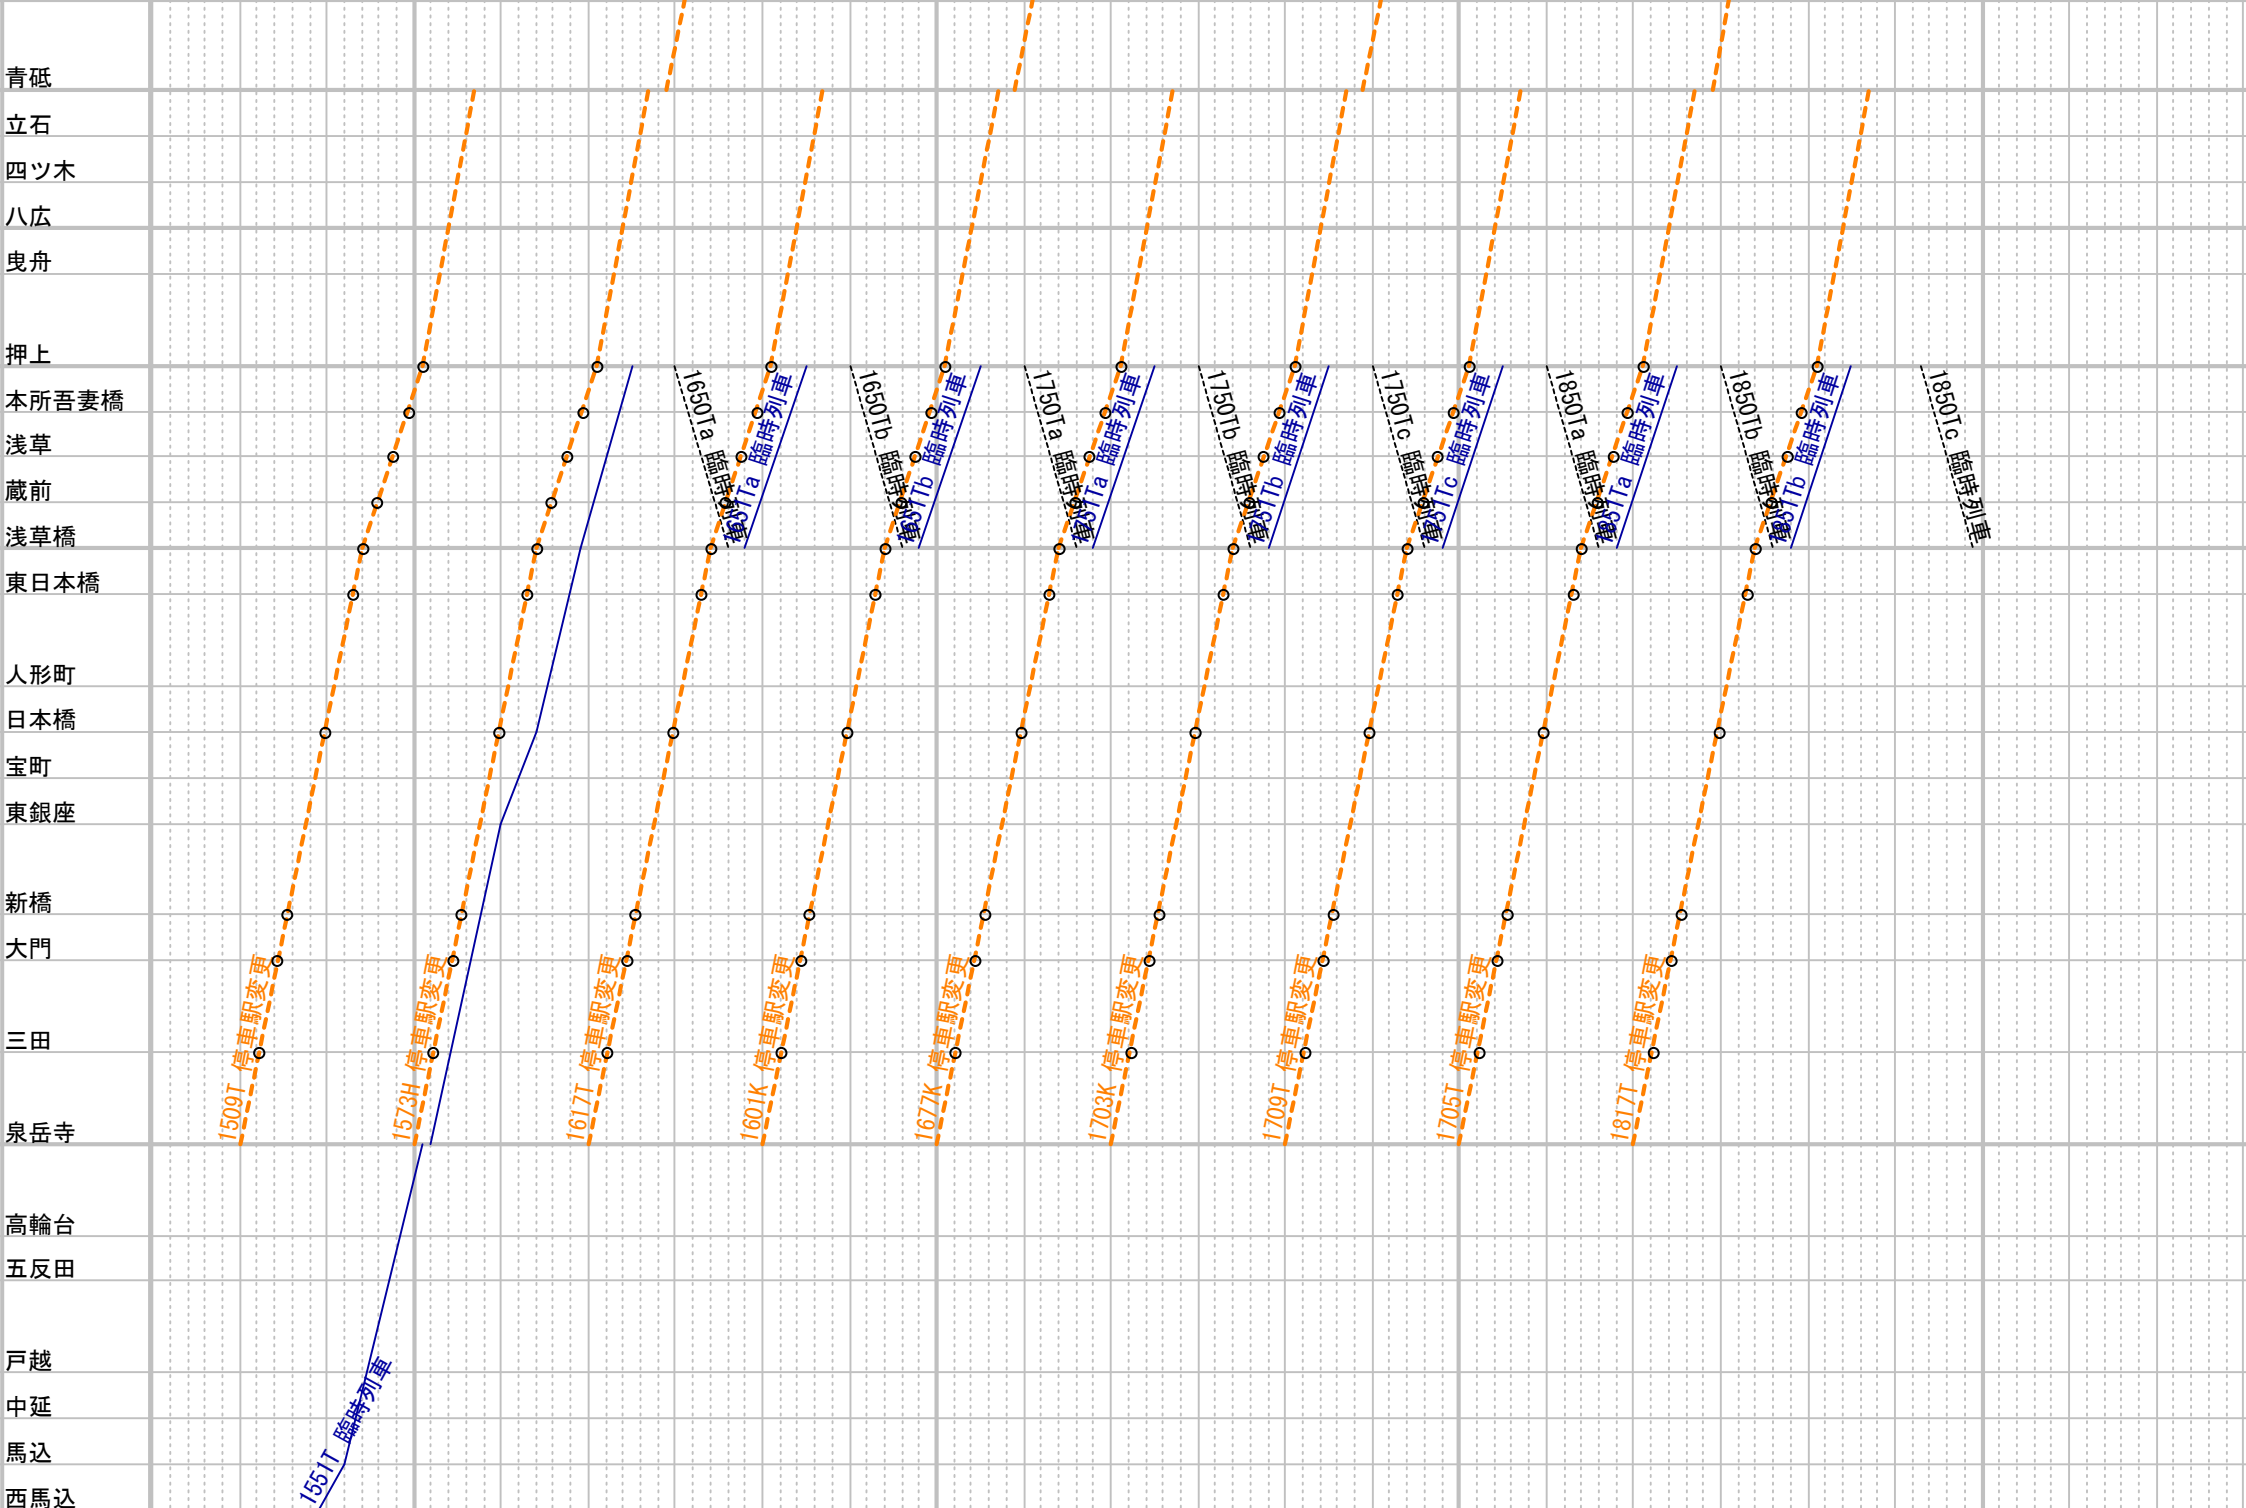 青砥
立石
四ツ木
八広
曳舟
押上
本所吾妻橋
浅草
蔵前
浅草橋
東日本橋
人形町
日本橋
宝町
東銀座
新橋
大門
三田
泉岳寺
高輪台
五反田
戸越
中延
馬込
西馬込
1650Ta 臨時列車
1651Ta 臨時列車
1650Tb 臨時列車
1651Tb 臨時列車
1750Ta 臨時列車
1751Ta 臨時列車
1750Tb 臨時列車
1751Tb 臨時列車
1750Tc 臨時列車
1751Tc 臨時列車
1850Ta 臨時列車
1851Ta 臨時列車
1850Tb 臨時列車
1851Tb 臨時列車
1850Tc 臨時列車
1509T 停車駅変更
1573H 停車駅変更
1617T 停車駅変更
1601K 停車駅変更
1677K 停車駅変更
1703K 停車駅変更
1709T 停車駅変更
1705T 停車駅変更
1817T 停車駅変更
1551T 臨時列車